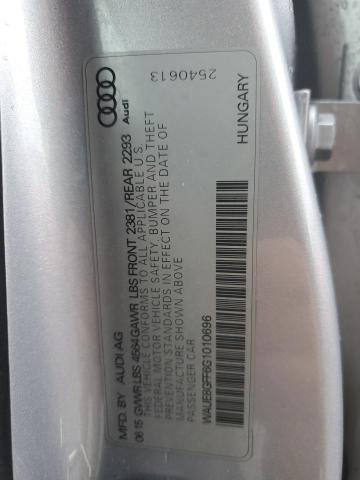 MFD. BY AUDI AG
06 15 GVWR LBS 4564 GAWR LBS FRONT 2381/REAR 2293
THIS VEHICLE CONFORMS TO ALL APPLICABLE U.S.
FEDERAL MOTOR VEHICLE SAFETY, BUMPER AND THEFT
PREVENTION STANDARDS IN EFFECT ON THE DATE OF
MANUFACTURE SHOWN ABOVE
PASSENGER CAR
WAUE8GFF6G1010696
Audi
HUNGARY
2540613